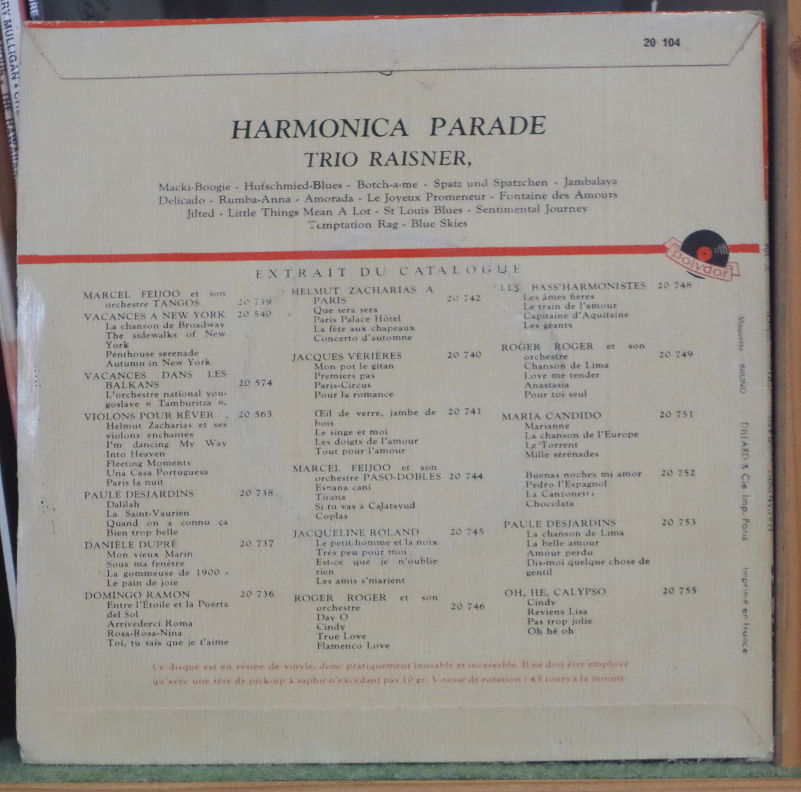 20 104
HARMONICA PARADE
TRIO RAISNER,
Macki-Boogie - Hufschmied-Blues - Botch-a-me - Spatz und Spatzchen - Jambalaya
Delicado - Rumba-Anna - Amorada - Le Joyeux Promeneur - Fontaine des Amours
Jilted - Little Things Mean A Lot - St Louis Blues - Sentimental Journey
Temptation Rag - Blue Skies
polydor
EXTRAIT DU CATALOGUE
MARCEL FEIJOO et son
orchestre TANGOS 20 739
VACANCES A NEW YORK 20 540
La chanson de Broadway
The sidewalks of New
York
Penthouse serenade
Autumn in New York
VACANCES DANS LES
BALKANS 20 574
L'orchestre national you-
goslave « Tamburitza ».
VIOLONS POUR RÊVER . 20 563
Helmut Zacharias et ses
violons enchantés
I'm dancing My Way
Into Heaven
Fleeting Moments
Una Casa Portuguesa
Paris la nuit
PAULE DESJARDINS 20 738
Dalilah
La Saint-Vaurien
Quand on a connu ça
Bien trop belle
DANIÈLE DUPRÉ 20 737
Mon vieux Marin
Sous ma fenêtre
La gommeuse de 1900 -
Le pain de joie
DOMINGO RAMON 20 736
Entre l'Étoile et la Puerta
del Sol
Arrivederci Roma
Rosa-Rosa-Nina
Toi, tu sais que je t'aime
HELMUT ZACHARIAS A
PARIS 20 742
Que sera sera
Paris Palace Hôtel
La fête aux chapeaux
Concerto d'automne
JACQUES VÉRIÈRES 20 740
Mon pot le gitan
Premiers pas
Paris-Circus
Pour la romance
Œil de verre, jambe de 20 741
bois
Le singe et moi
Les doigts de l'amour
Tout pour l'amour
MARCEL FEIJOO et son
orchestre PASO-DOBLES 20 744
Espana cani
Tirana
Si tu vas à Calatayud
Coplas
JACQUELINE ROLAND 20 745
Le petit homme et la noix
Très peu pour moi
Est-ce que je n'oublie
rien
Les amis s'marient
ROGER ROGER et son
orchestre 20 746
Day O
Cindy
True Love
Flamenco Love
LES BASS'HARMONISTES 20 748
Les âmes fières
Le train de l'amour
Capitaine d'Aquitaine
Les géants
ROGER ROGER et son
orchestre 20 749
Chanson de Lima
Love me tender
Anastasia
Pour toi seul
MARIA CANDIDO 20 751
Marianne
La chanson de l'Europe
Le Torrent
Mille sérénades
Buenas noches mi amor 20 752
Pedro l'Espagnol
La Canzonetta
Chocolata
PAULE DESJARDINS 20 753
La chanson de Lima
La belle amour
Amour perdu
Dis-moi quelque chose de
gentil
OH, HE, CALYPSO 20 755
Cindy
Reviens Lisa
Pas trop jolie
Oh hé oh
Ce disque est en résine de vinyle, donc pratiquement inusable et incassable. Il ne doit être employé
qu'avec une tête de pick-up à saphir n'excédant pas 10 gr. Vitesse de rotation : 45 tours à la minute
Maquette BRUNO DILLARD & Cie Imp. Paris Imprimé en France
RY MULLIGAN
THE HAWAIIAN